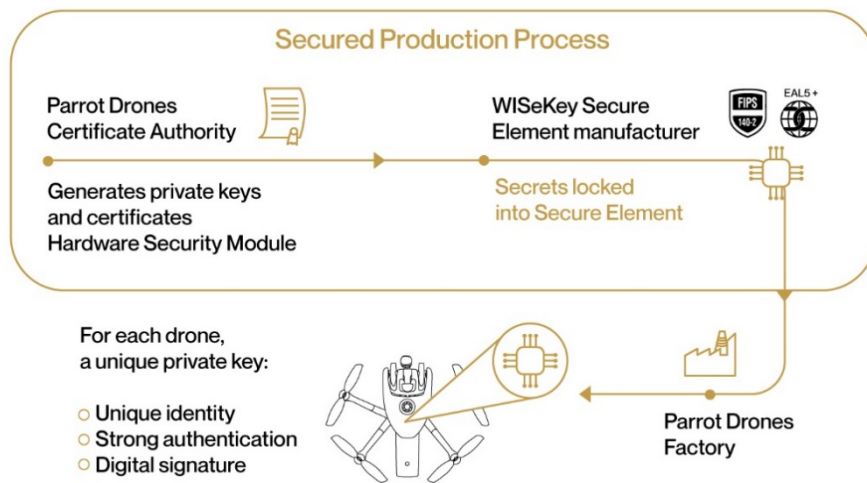 Secured Production Process
Parrot Drones
Certificate Authority
WISeKey Secure
Element manufacturer
FIPS
140-2
EAL5 +
Generates private keys
and certificates
Hardware Security Module
Secrets locked
into Secure Element
For each drone,
a unique private key:
Unique identity
Strong authentication
Digital signature
Parrot Drones
Factory